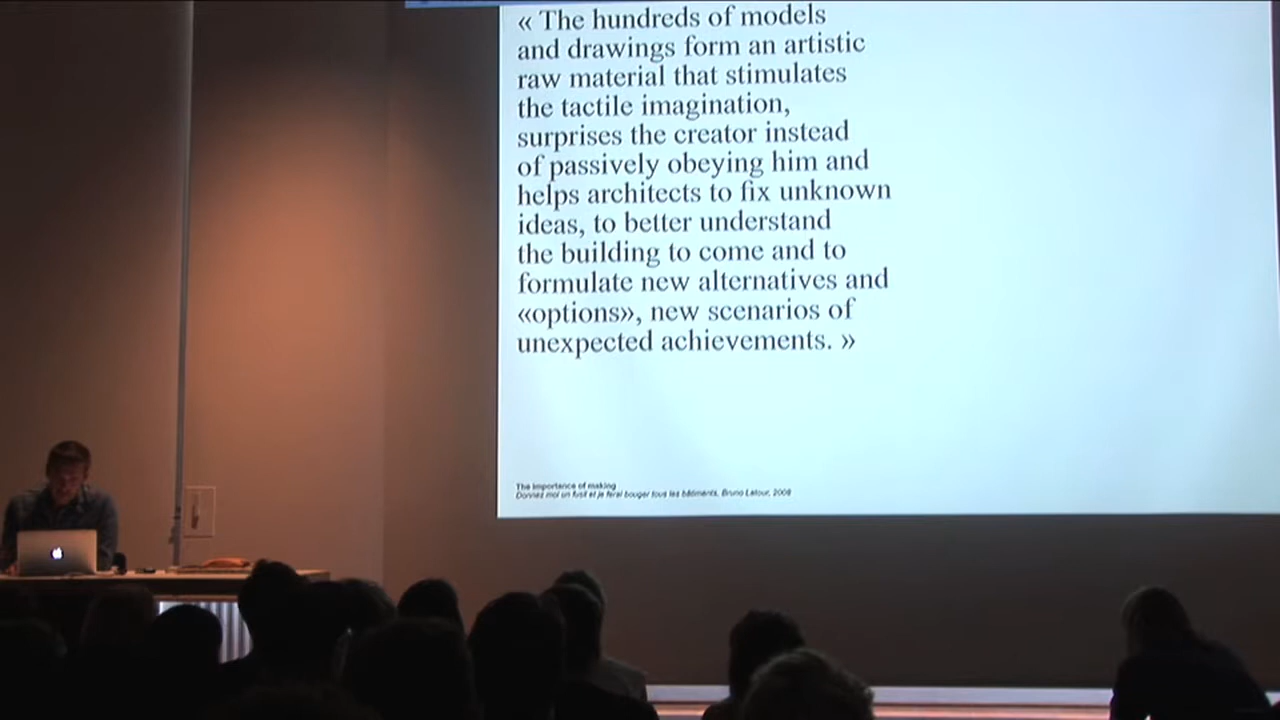 « The hundreds of models
and drawings form an artistic
raw material that stimulates
the tactile imagination,
surprises the creator instead
of passively obeying him and
helps architects to fix unknown
ideas, to better understand
the building to come and to
formulate new alternatives and
«options», new scenarios of
unexpected achievements. »
The importance of making
Donnez moi un fusil et je ferai bouger tous les bâtiments, Bruno Latour, 2008